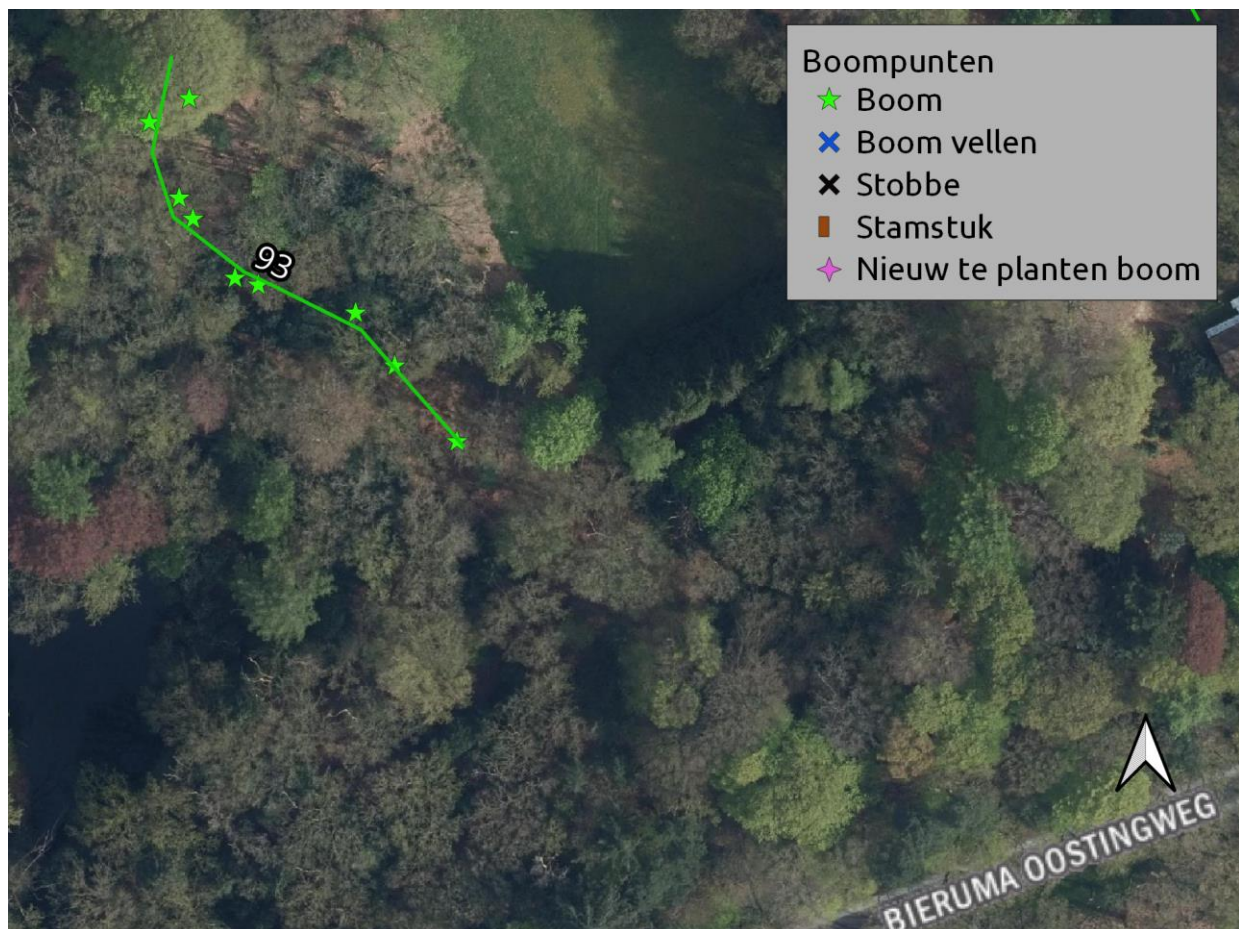 Boompunten
Boom
Boom vellen
Stobbe
Stamstuk
Nieuw te planten boom
93
BIERUMA OOSTINGWEG